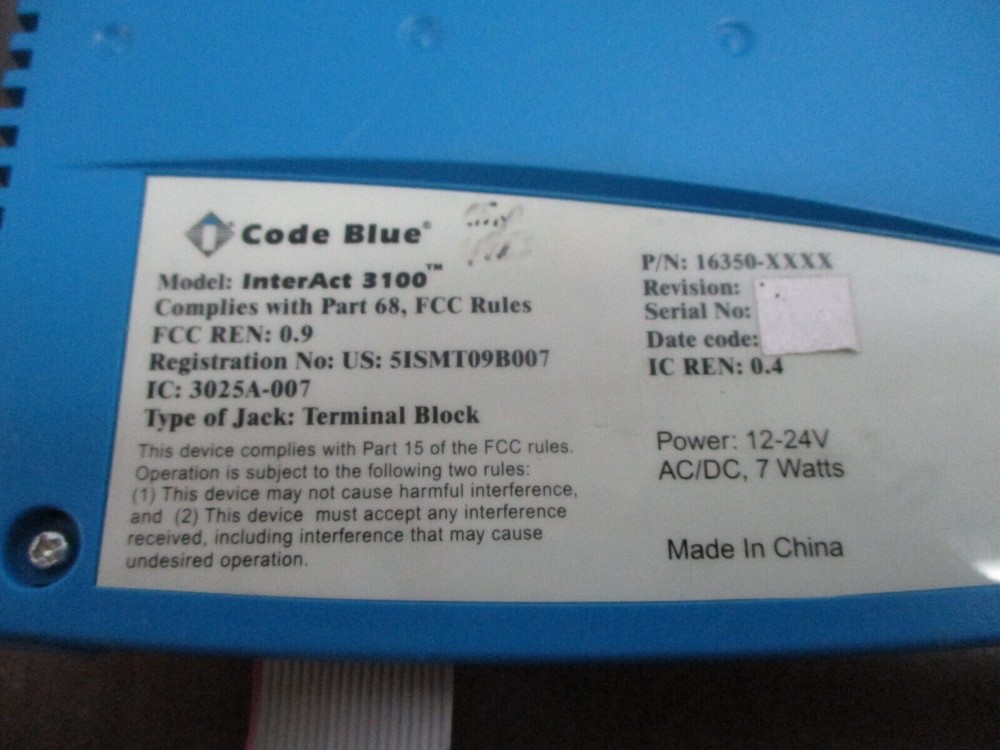 Code Blue®
Model: InterAct 3100™
Complies with Part 68, FCC Rules
FCC REN: 0.9
Registration No: US: 5ISMT09B007
IC: 3025A-007
Type of Jack: Terminal Block
This device complies with Part 15 of the FCC rules.
Operation is subject to the following two rules:
(1) This device may not cause harmful interference,
and (2) This device must accept any interference
received, including interference that may cause
undesired operation.
P/N: 16350-XXXX
Revision:
Serial No:
Date code:
IC REN: 0.4
Power: 12-24V
AC/DC, 7 Watts
Made In China